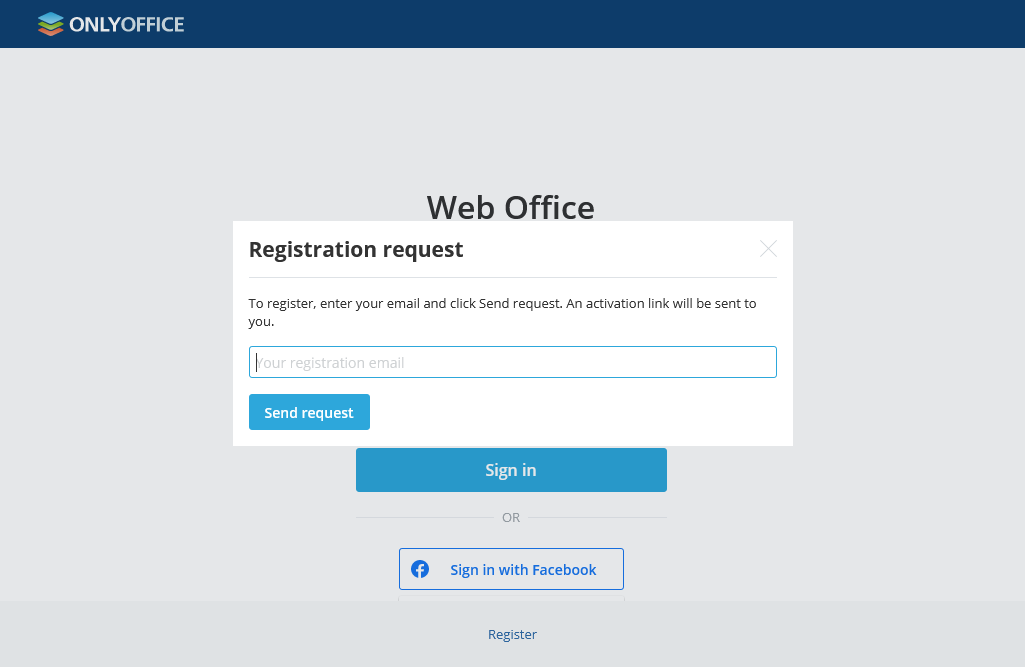 ONLYOFFICE
Web Office
Registration request
To register, enter your email and click Send request. An activation link will be sent to
you.
Your registration email
Send request
Sign in
OR
Sign in with Facebook
Register